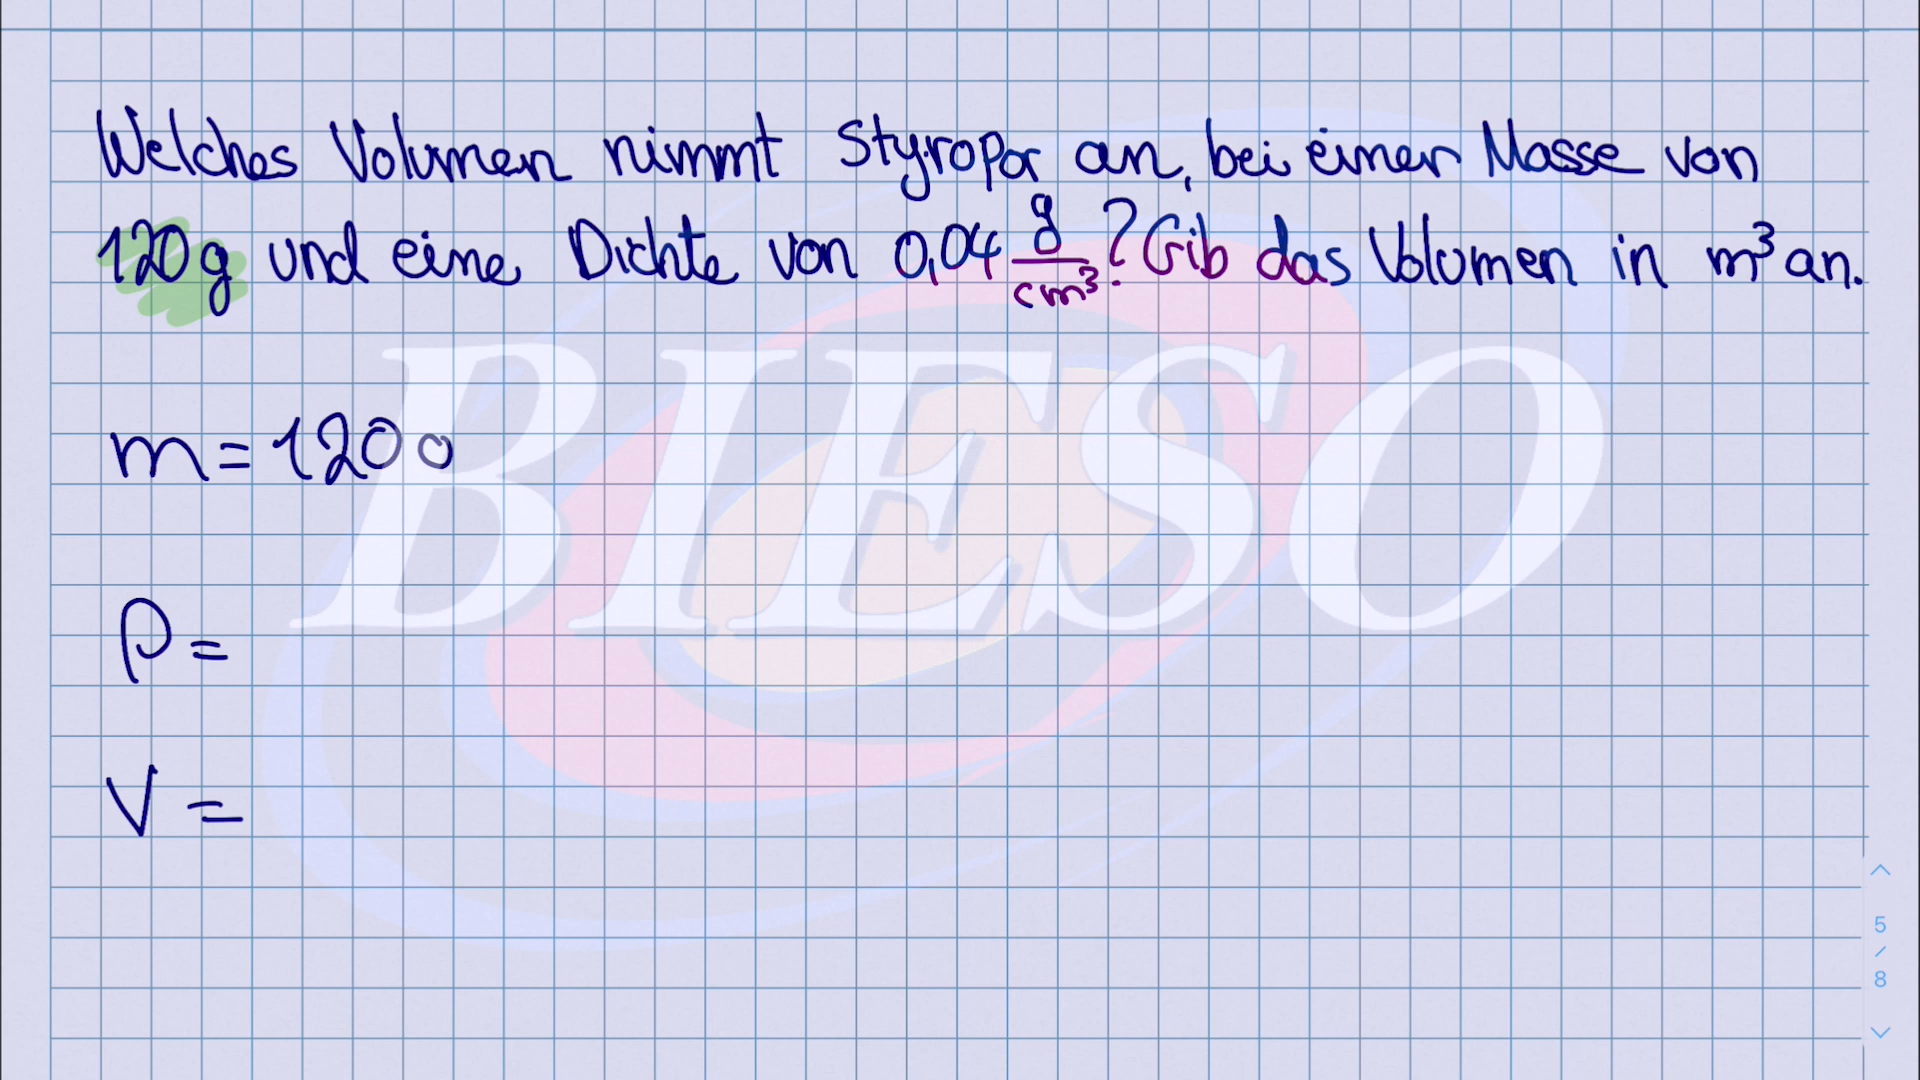 Welches Volumen nimmt Styropor an, bei einer Masse von
120g und eine Dichte von 0,04 g/cm³? Gib das Volumen in m³ an.
BIESO
m = 120
ρ =
V =
5
/
8